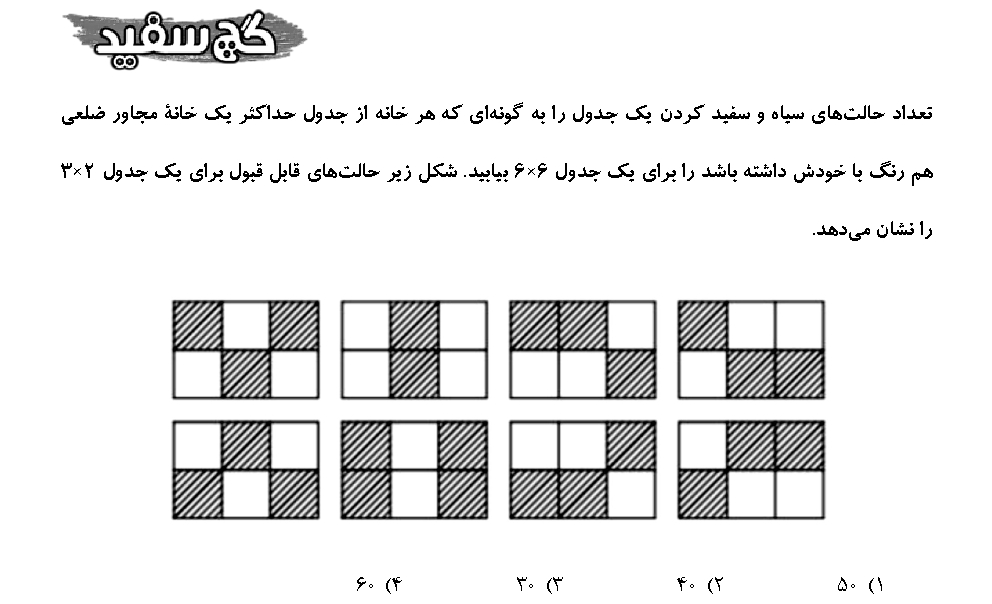 گچ سفید
تعداد حالت‌های سیاه و سفید کردن یک جدول را به گونه‌ای که هر خانه از جدول حداکثر یک خانهٔ مجاور ضلعی
هم رنگ با خودش داشته باشد را برای یک جدول ۶×۶ بیابید. شکل زیر حالت‌های قابل قبول برای یک جدول ۲×۳
را نشان می‌دهد.
۱) ۵۰ ۲) ۴۰ ۳) ۳۰ ۴) ۶۰